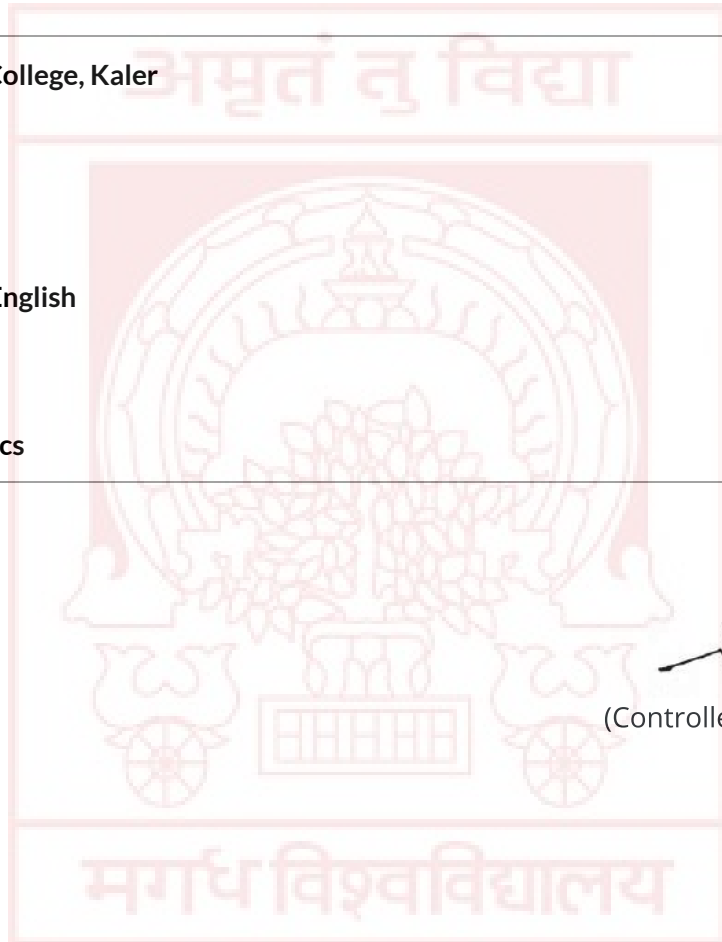 अमृतं तु विद्या
College, Kaler
English
cs
(Controlle
मगध विश्वविद्यालय